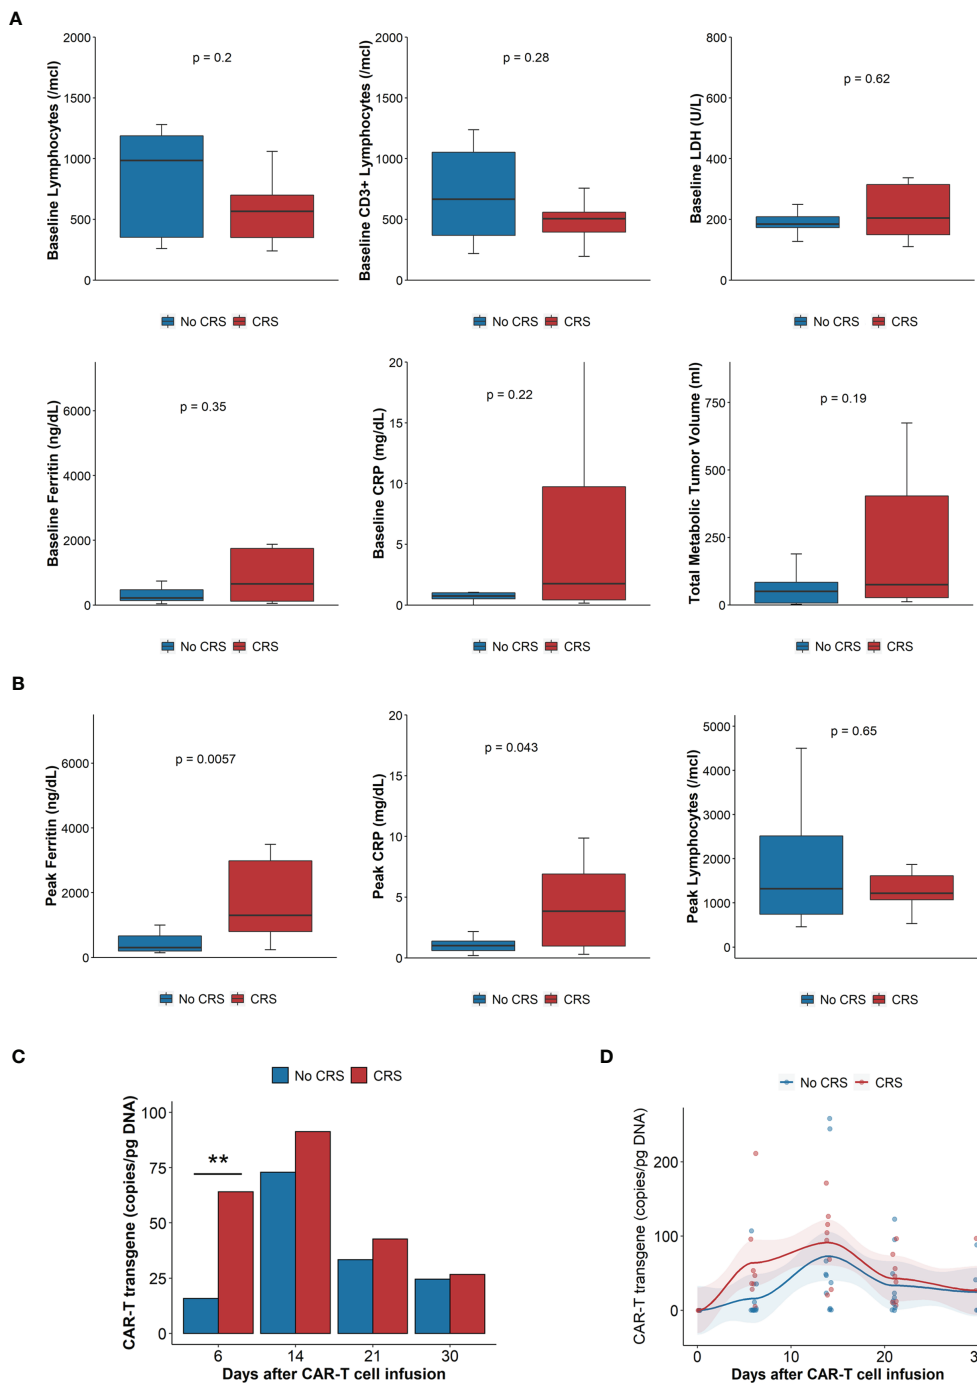 A
Baseline Lymphocytes (/mcl)
2000
1500
1000
500
0
p = 0.2
No CRS CRS
Baseline CD3+ Lymphocytes (/mcl)
2000
1500
1000
500
0
p = 0.28
No CRS CRS
Baseline LDH (U/L)
800
600
400
200
0
p = 0.62
No CRS CRS
Baseline Ferritin (ng/dL)
6000
4000
2000
0
p = 0.35
No CRS CRS
Baseline CRP (mg/dL)
20
15
10
5
0
p = 0.22
No CRS CRS
Total Metabolic Tumor Volume (ml)
750
500
250
0
p = 0.19
No CRS CRS
B
Peak Ferritin (ng/dL)
6000
4000
2000
0
p = 0.0057
No CRS CRS
Peak CRP (mg/dL)
20
15
10
5
0
p = 0.043
No CRS CRS
Peak Lymphocytes (/mcl)
5000
4000
3000
2000
1000
0
p = 0.65
No CRS CRS
C
No CRS CRS
CAR-T transgene (copies/pg DNA)
100
75
50
25
0
**
6 14 21 30
Days after CAR-T cell infusion
D
No CRS CRS
CAR-T transgene (copies/pg DNA)
200
100
0
0 10 20 3
Days after CAR-T cell infusion